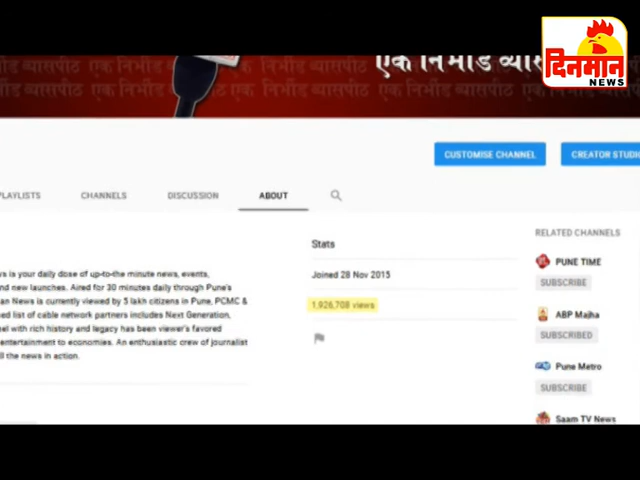 दिनमान
NEWS
एक निर्भीड व्यास
निर्भीड व्यासपीठ एक निर्भीड व्यासपीठ
CUSTOMISE CHANNEL
CREATOR STUDIO
PLAYLISTS
CHANNELS
DISCUSSION
ABOUT
ws is your daily dose of up-to-the minute news, events,
nd new launches. Aired for 30 minutes daily through Pune's
an News is currently viewed by 5 lakh citizens in Pune, PCMC &
ed list of cable network partners includes Next Generation,
el with rich history and legacy has been viewer's favored
entertainment to economies. An enthusiastic crew of journalist
ll the news in action.
Stats
Joined 28 Nov 2015
1,926,708 views
RELATED CHANNELS
PUNE TIME
SUBSCRIBE
ABP Majha
SUBSCRIBED
Pune Metro
SUBSCRIBE
Saam TV News